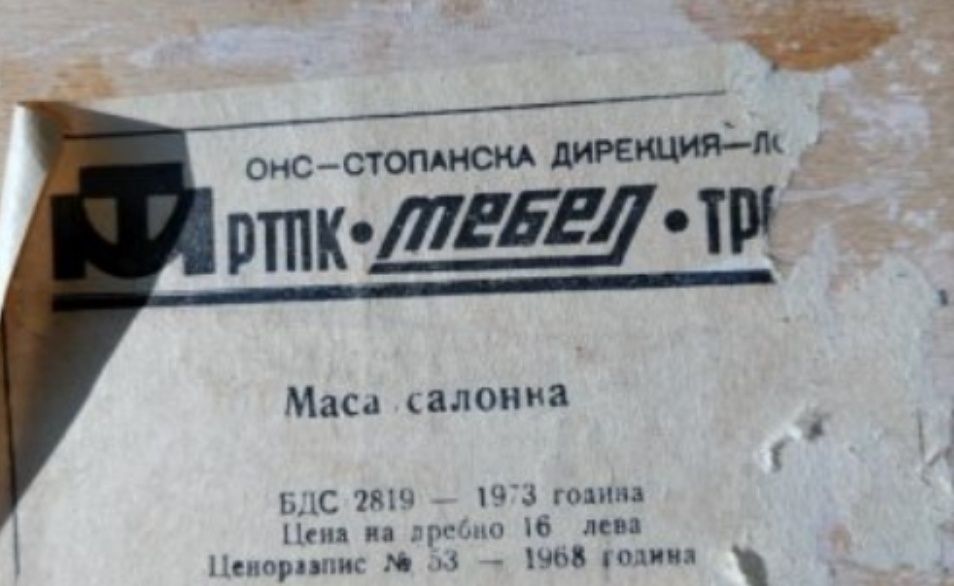 ОНС—СТОПАНСКА ДИРЕКЦИЯ—
РТПК • МЕБЕЛ •
Маса салонна
БДС 2819 — 1973 година
Цена на дребно 16 лева
Ценоразпис № 53 — 1968 година